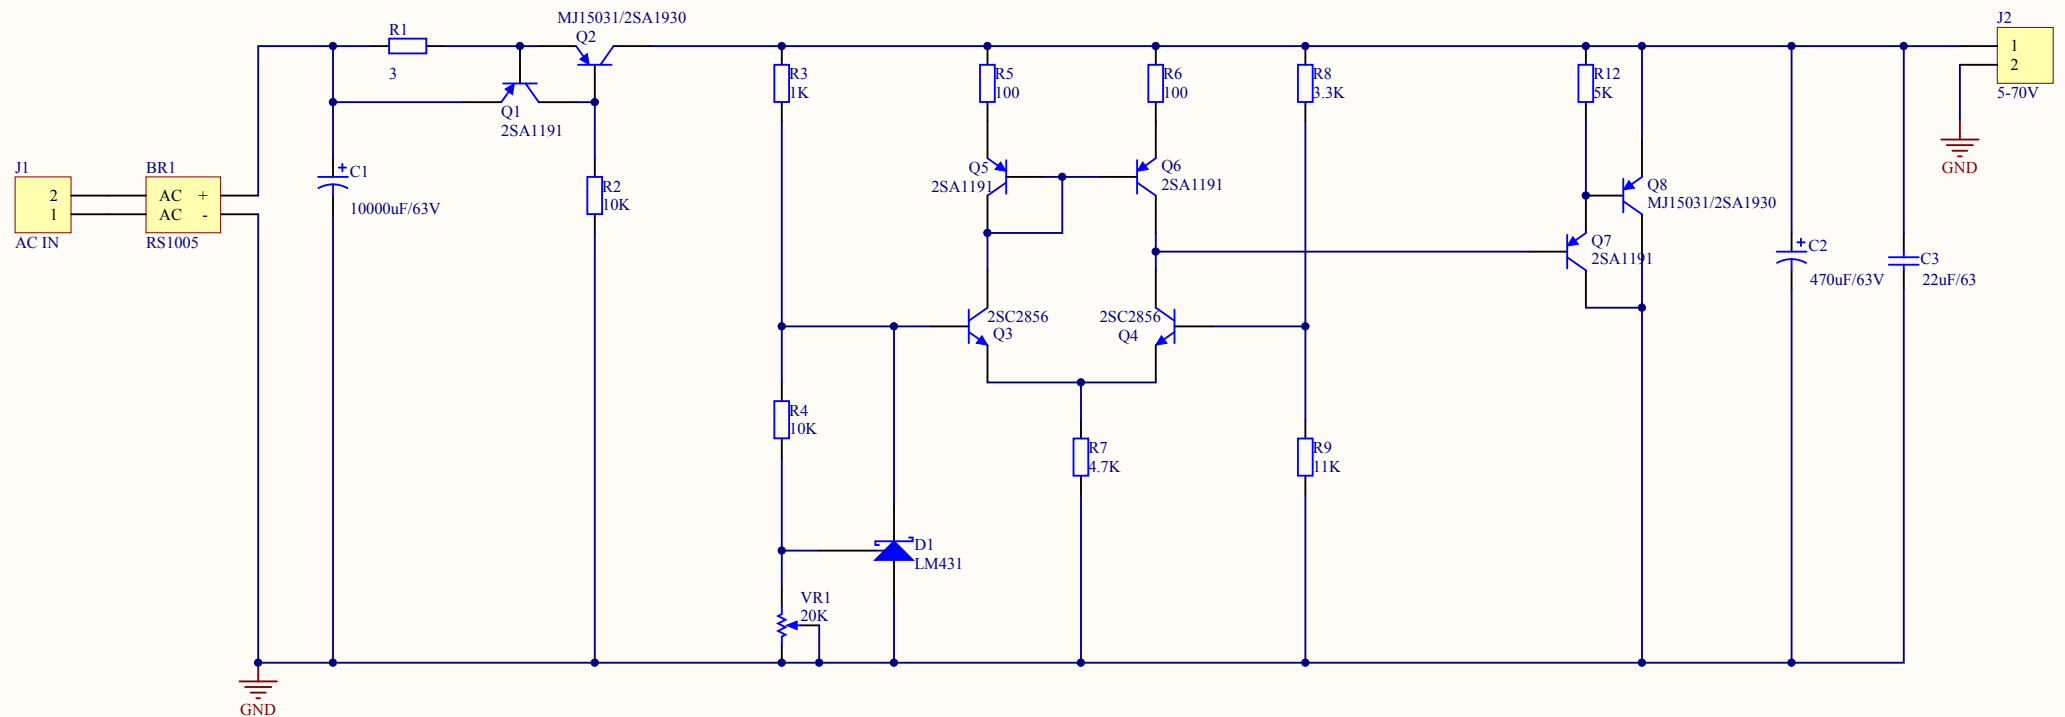 MJ15031/2SA1930
J2
R1
Q2
1
2
3
R3
1K
R5
100
R6
100
R8
3.3K
R12
5K
5-70V
Q1
2SA1191
GND
J1
BR1
C1
Q5
2SA1191
Q6
2SA1191
Q8
MJ15031/2SA1930
2
AC +
1
AC -
R2
10K
10000uF/63V
AC IN
RS1005
Q7
2SA1191
C2
470uF/63V
C3
22uF/63
2SC2856
Q3
2SC2856
Q4
R4
10K
R7
4.7K
R9
11K
D1
LM431
VR1
20K
GND